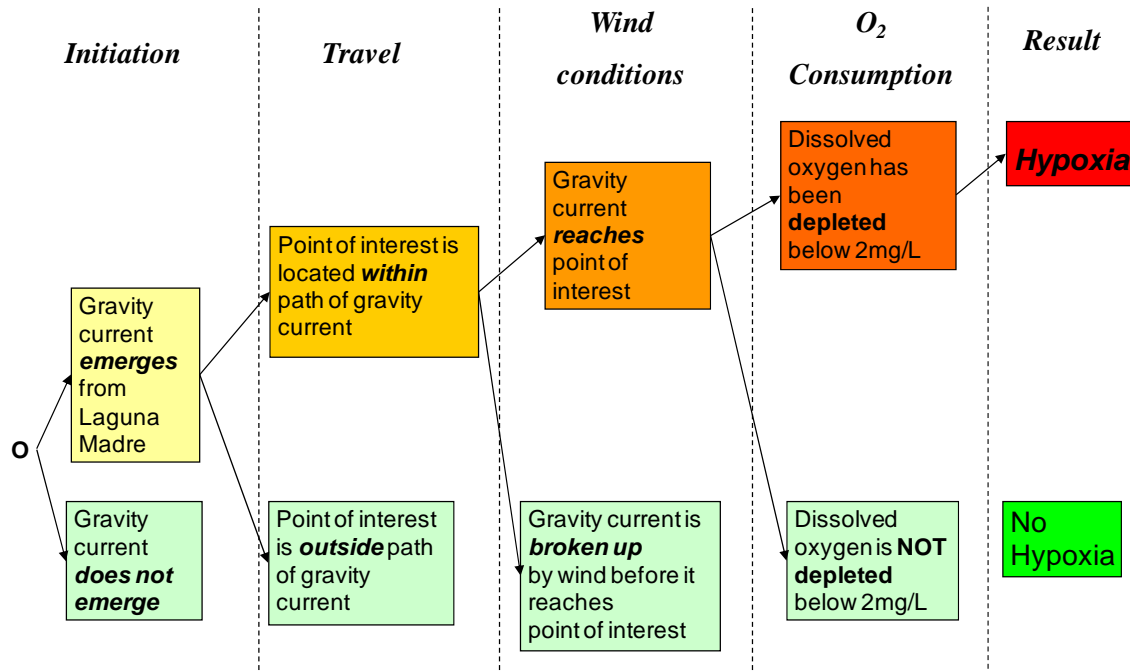 Initiation
Travel
Wind
conditions
O2
Consumption
Result
O
Gravity
current
emerges
from
Laguna
Madre
Gravity
current
does not
emerge
Point of interest is
located within
path of gravity
current
Point of interest
is outside path
of gravity
current
Gravity
current
reaches
point of
interest
Gravity current is
broken up
by wind before it
reaches
point of interest
Dissolved
oxygen has
been
depleted
below 2mg/L
Dissolved
oxygen is NOT
depleted
below 2mg/L
Hypoxia
No
Hypoxia